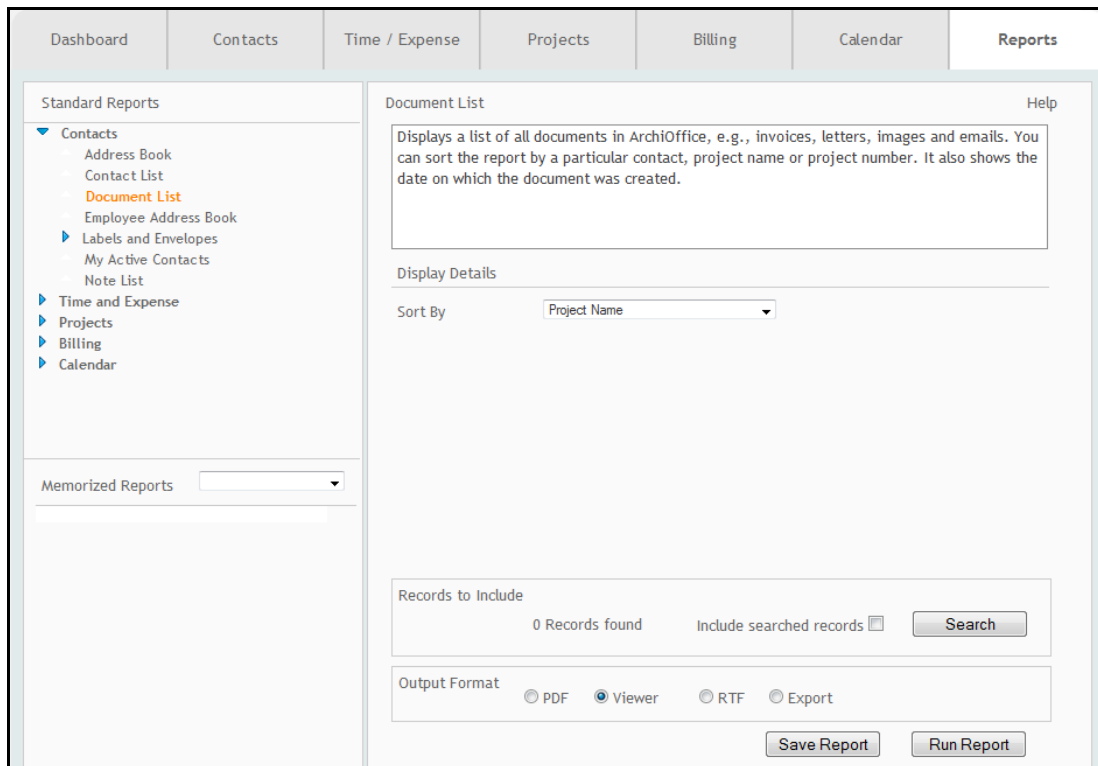 Dashboard Contacts Time / Expense Projects Billing Calendar Reports
Standard Reports
Contacts
Address Book
Contact List
Document List
Employee Address Book
Labels and Envelopes
My Active Contacts
Note List
Time and Expense
Projects
Billing
Calendar
Memorized Reports
Document List Help
Displays a list of all documents in ArchiOffice, e.g., invoices, letters, images and emails. You
can sort the report by a particular contact, project name or project number. It also shows the
date on which the document was created.
Display Details
Sort By Project Name
Records to Include
0 Records found Include searched records Search
Output Format PDF Viewer RTF Export
Save Report Run Report